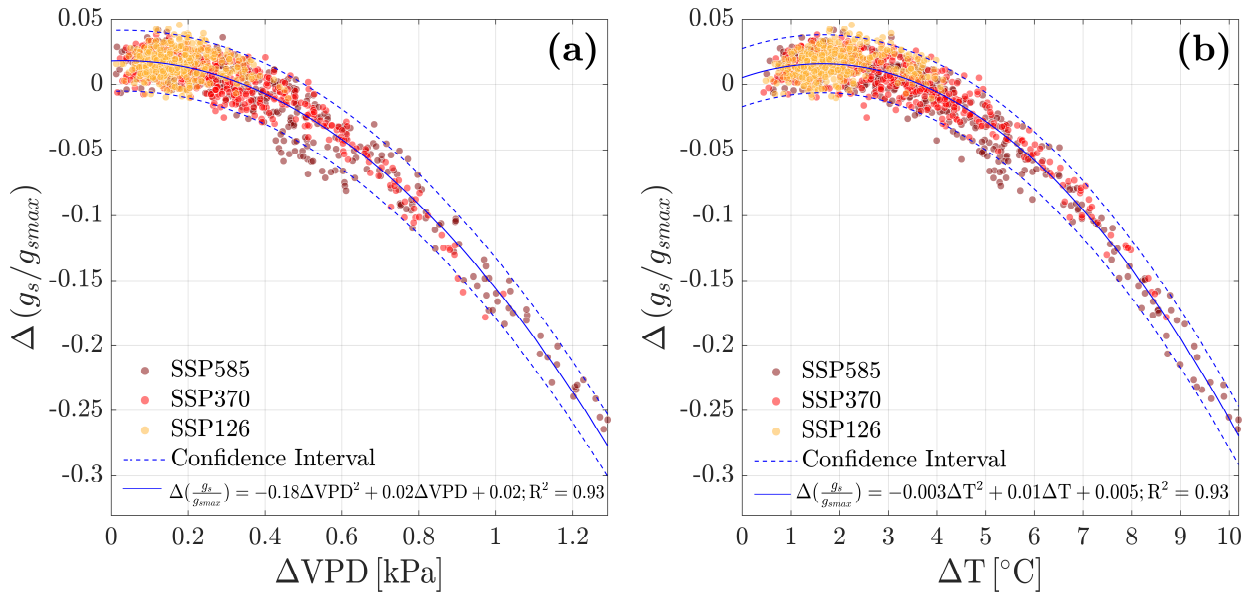 (a)
0.05
0
-0.05
-0.1
-0.15
-0.2
-0.25
-0.3
Δ (g_s/g_smax)
SSP585
SSP370
SSP126
Confidence Interval
Δ(g_s/g_smax) = −0.18ΔVPD² + 0.02ΔVPD + 0.02; R² = 0.93
0 0.2 0.4 0.6 0.8 1 1.2
ΔVPD [kPa]
(b)
0.05
0
-0.05
-0.1
-0.15
-0.2
-0.25
-0.3
Δ (g_s/g_smax)
SSP585
SSP370
SSP126
Confidence Interval
Δ(g_s/g_smax) = −0.003ΔT² + 0.01ΔT + 0.005; R² = 0.93
0 1 2 3 4 5 6 7 8 9 10
ΔT [°C]